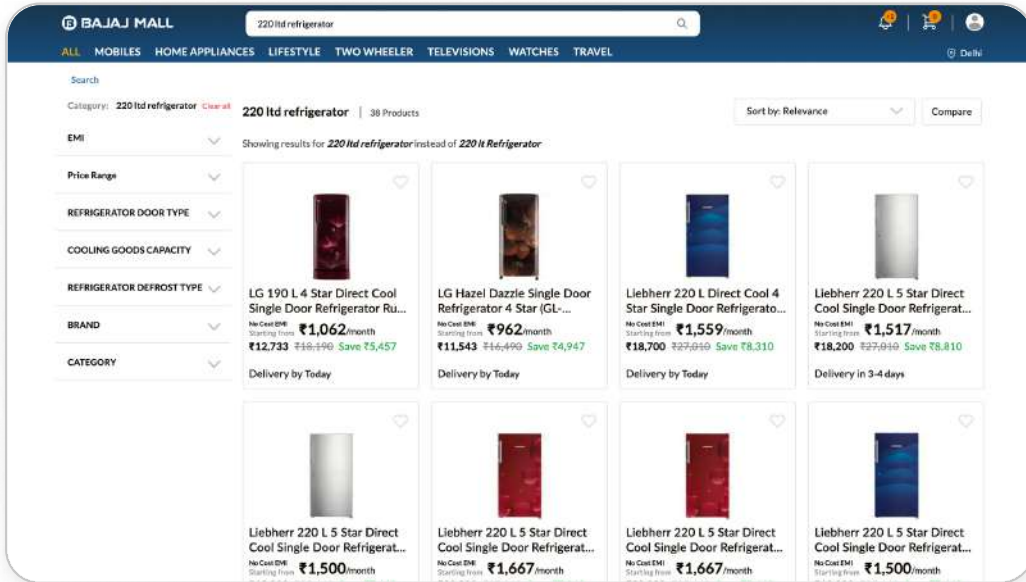 BAJAJ MALL
220 ltd refrigerator
ALL MOBILES HOME APPLIANCES LIFESTYLE TWO WHEELER TELEVISIONS WATCHES TRAVEL
Delhi
Search
Category: 220 ltd refrigerator Clear all
EMI
Price Range
REFRIGERATOR DOOR TYPE
COOLING GOODS CAPACITY
REFRIGERATOR DEFROST TYPE
BRAND
CATEGORY
220 ltd refrigerator | 38 Products
Sort by: Relevance
Compare
Showing results for 220 ltd refrigerator instead of 220 lt Refrigerator
LG 190 L 4 Star Direct Cool
Single Door Refrigerator Ru...
No Cost EMI
Starting from ₹1,062/month
₹12,733 ₹18,190 Save ₹5,457
Delivery by Today
LG Hazel Dazzle Single Door
Refrigerator 4 Star (GL-...
No Cost EMI
Starting from ₹962/month
₹11,543 ₹16,490 Save ₹4,947
Delivery by Today
Liebherr 220 L Direct Cool 4
Star Single Door Refrigerato...
No Cost EMI
Starting from ₹1,559/month
₹18,700 ₹27,010 Save ₹8,310
Delivery by Today
Liebherr 220 L 5 Star Direct
Cool Single Door Refrigerat...
No Cost EMI
Starting from ₹1,517/month
₹18,200 ₹27,010 Save ₹8,810
Delivery in 3-4 days
Liebherr 220 L 5 Star Direct
Cool Single Door Refrigerat...
No Cost EMI
Starting from ₹1,500/month
Liebherr 220 L 5 Star Direct
Cool Single Door Refrigerat...
No Cost EMI
Starting from ₹1,667/month
Liebherr 220 L 5 Star Direct
Cool Single Door Refrigerat...
No Cost EMI
Starting from ₹1,667/month
Liebherr 220 L 5 Star Direct
Cool Single Door Refrigerat...
No Cost EMI
Starting from ₹1,500/month